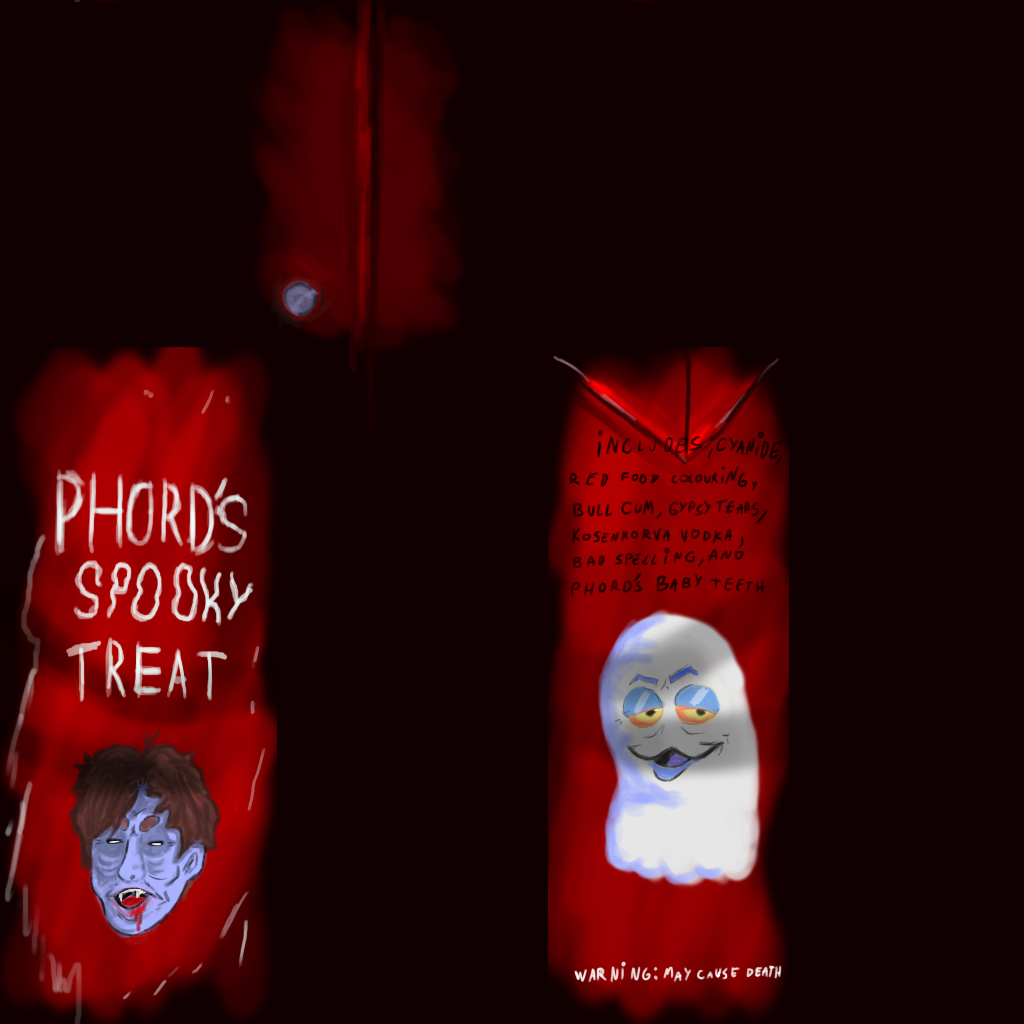 PHORD'S
SPOOKY
TREAT
INCLUDES, CYANIDE,
RED FOOD COLOURING,
BULL CUM, GYPSY TEARS,
KOSENKORVA VODKA,
BAD SPELLING, AND
PHORD'S BABY TEETH
WARNING: MAY CAUSE DEATH